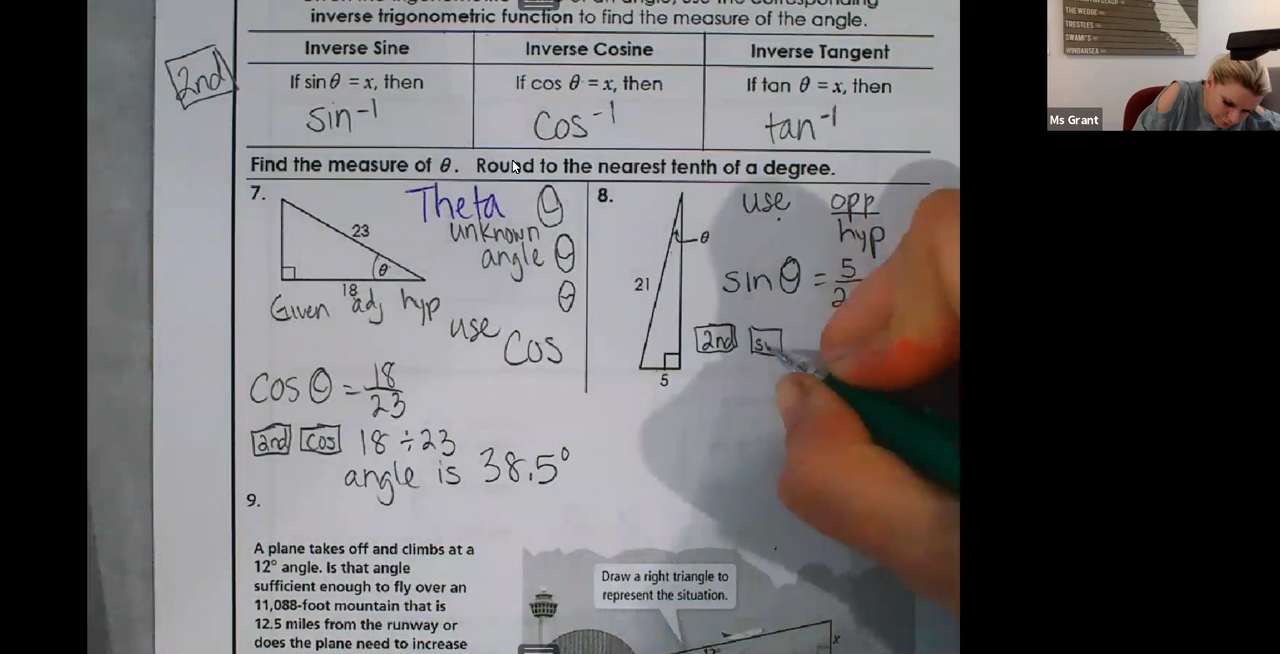 inverse trigonometric function to find the measure of the angle.
2nd
Inverse Sine
Inverse Cosine
Inverse Tangent
If sin θ = x, then
If cos θ = x, then
If tan θ = x, then
sin⁻¹
cos⁻¹
tan⁻¹
Find the measure of θ. Round to the nearest tenth of a degree.
7.
23
θ
18
Theta θ
unknown
angle θ
θ
Given adj hyp
use
cos
cos θ = 18/23
2nd cos 18 ÷ 23
angle is 38.5°
8.
θ
21
5
use opp/hyp
sin θ = 5/2
2nd
9.
A plane takes off and climbs at a
12° angle. Is that angle
sufficient enough to fly over an
11,088-foot mountain that is
12.5 miles from the runway or
does the plane need to increase
Draw a right triangle to
represent the situation.
12°
x
THE WEDGE
TRESTLES
SWAMI'S
WINDANSEA
Ms Grant